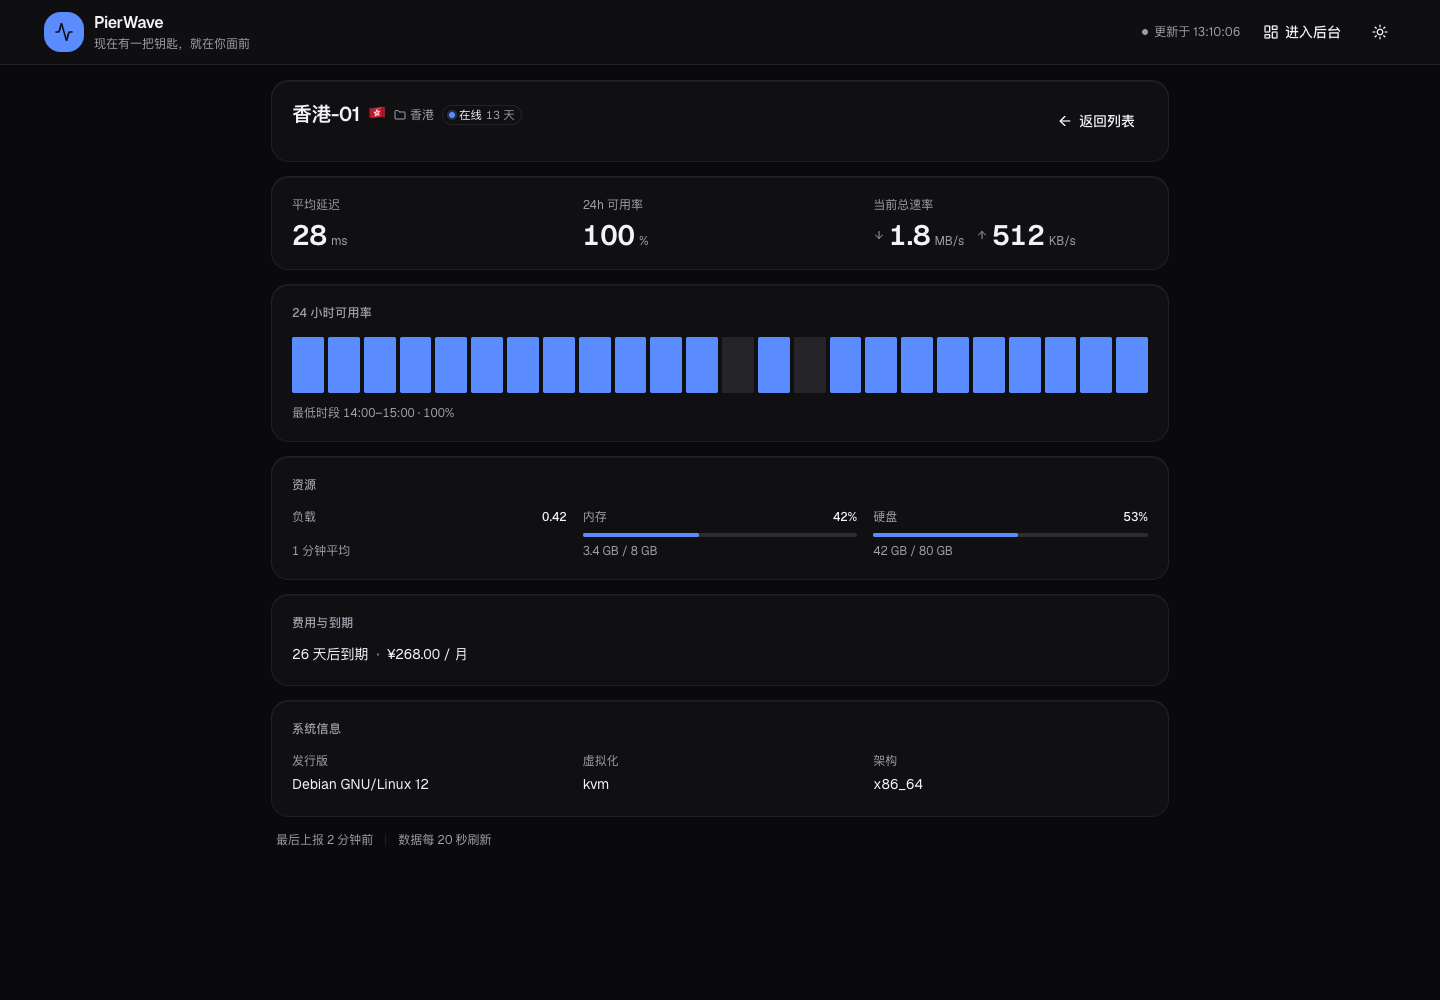 PierWave
现在有一把钥匙，就在你面前
更新于 13:10:06
进入后台
香港-01
香港
在线 13 天
返回列表
平均延迟
28 ms
24h 可用率
100 %
当前总速率
↓ 1.8 MB/s ↑ 512 KB/s
24 小时可用率
最低时段 14:00–15:00 · 100%
资源
负载 0.42
1 分钟平均
内存 42%
3.4 GB / 8 GB
硬盘 53%
42 GB / 80 GB
费用与到期
26 天后到期 · ¥268.00 / 月
系统信息
发行版
Debian GNU/Linux 12
虚拟化
kvm
架构
x86_64
最后上报 2 分钟前
数据每 20 秒刷新